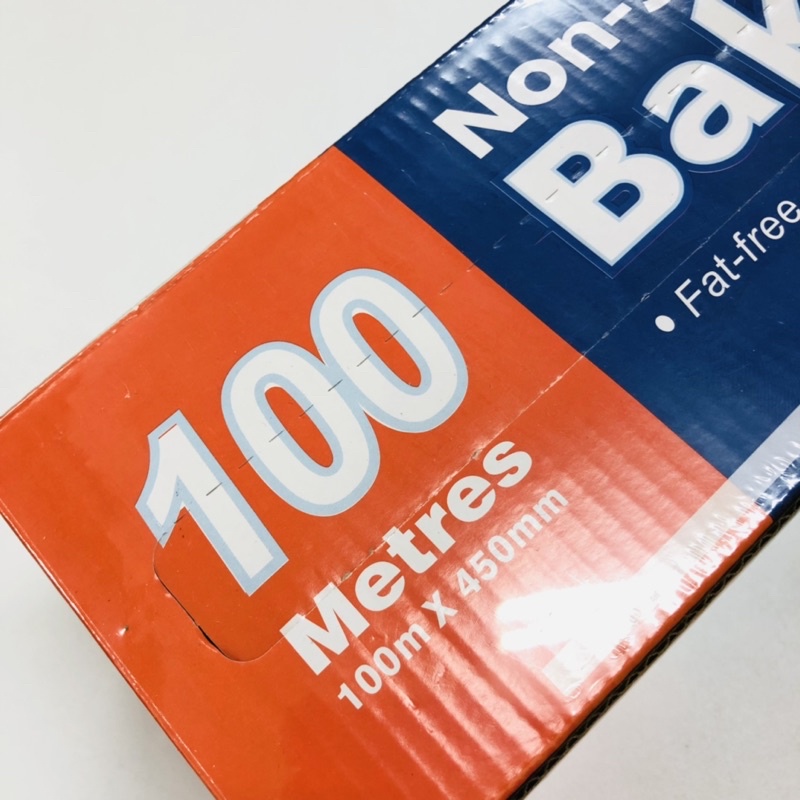 Non-
Bak
• Fat-free
100
Metres
100m X 450mm